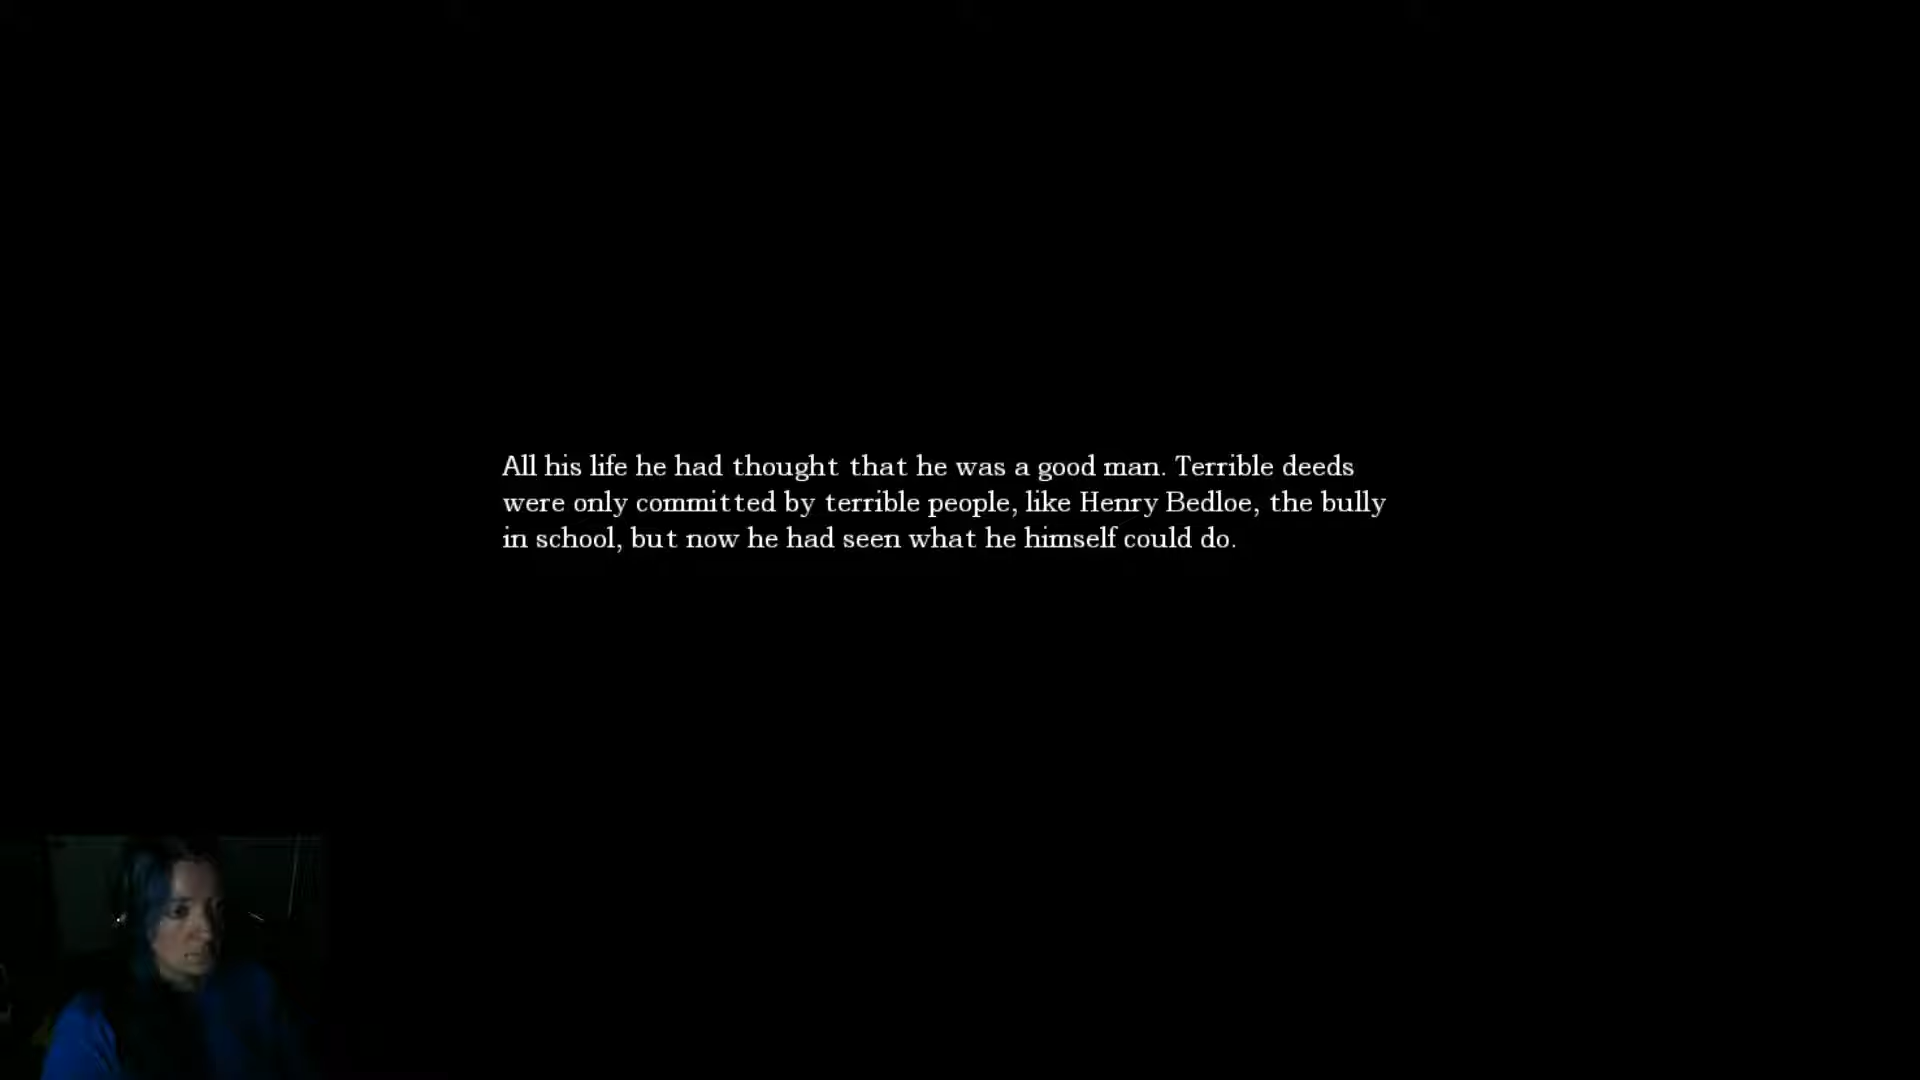 All his life he had thought that he was a good man. Terrible deeds
were only committed by terrible people, like Henry Bedloe, the bully
in school, but now he had seen what he himself could do.